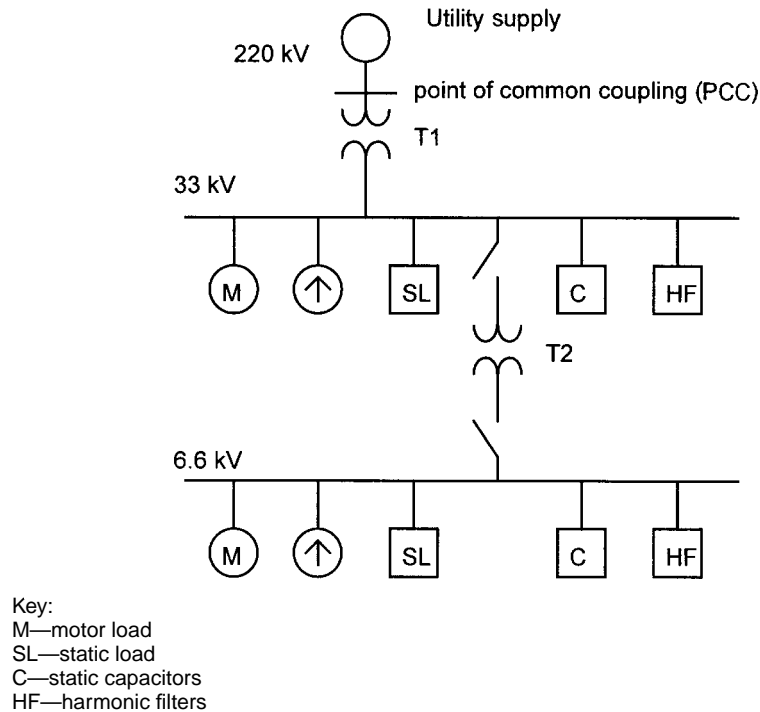 Utility supply
220 kV
point of common coupling (PCC)
T1
33 kV
M SL C HF
T2
6.6 kV
M SL C HF
Key:
M—motor load
SL—static load
C—static capacitors
HF—harmonic filters